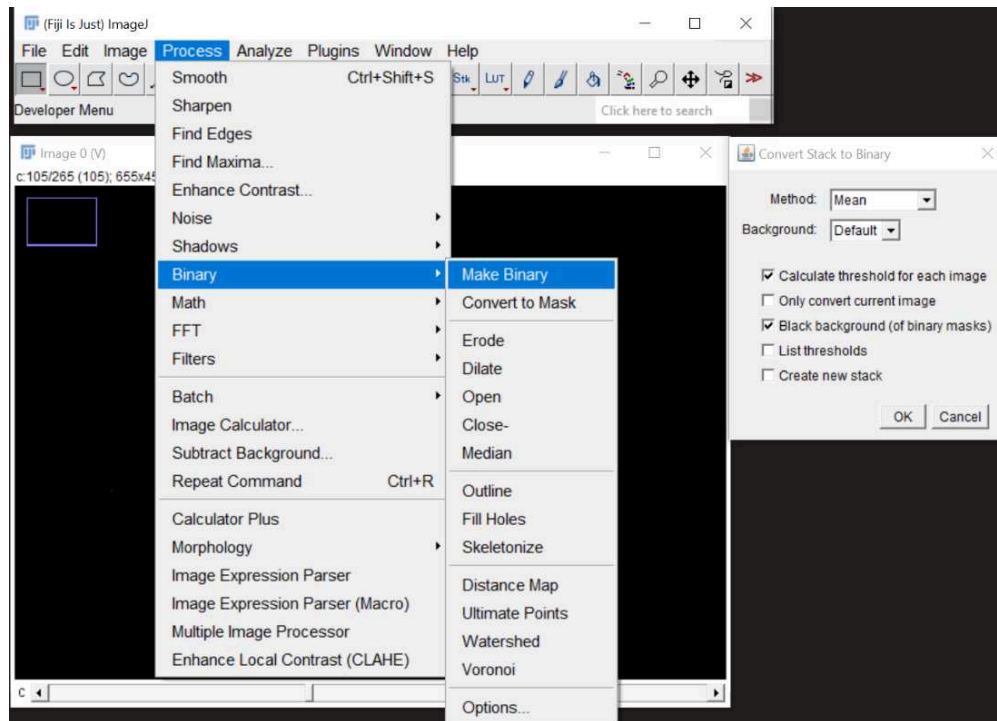 (Fiji Is Just) ImageJ
File Edit Image Process Analyze Plugins Window Help
Stk LUT
Developer Menu
Click here to search
Smooth Ctrl+Shift+S
Sharpen
Find Edges
Find Maxima...
Enhance Contrast...
Noise
Shadows
Binary
Math
FFT
Filters
Batch
Image Calculator...
Subtract Background...
Repeat Command Ctrl+R
Calculator Plus
Morphology
Image Expression Parser
Image Expression Parser (Macro)
Multiple Image Processor
Enhance Local Contrast (CLAHE)
Image 0 (V)
c:105/265 (105); 655x45
Make Binary
Convert to Mask
Erode
Dilate
Open
Close-
Median
Outline
Fill Holes
Skeletonize
Distance Map
Ultimate Points
Watershed
Voronoi
Options...
c
Convert Stack to Binary
Method: Mean
Background: Default
Calculate threshold for each image
Only convert current image
Black background (of binary masks)
List thresholds
Create new stack
OK Cancel